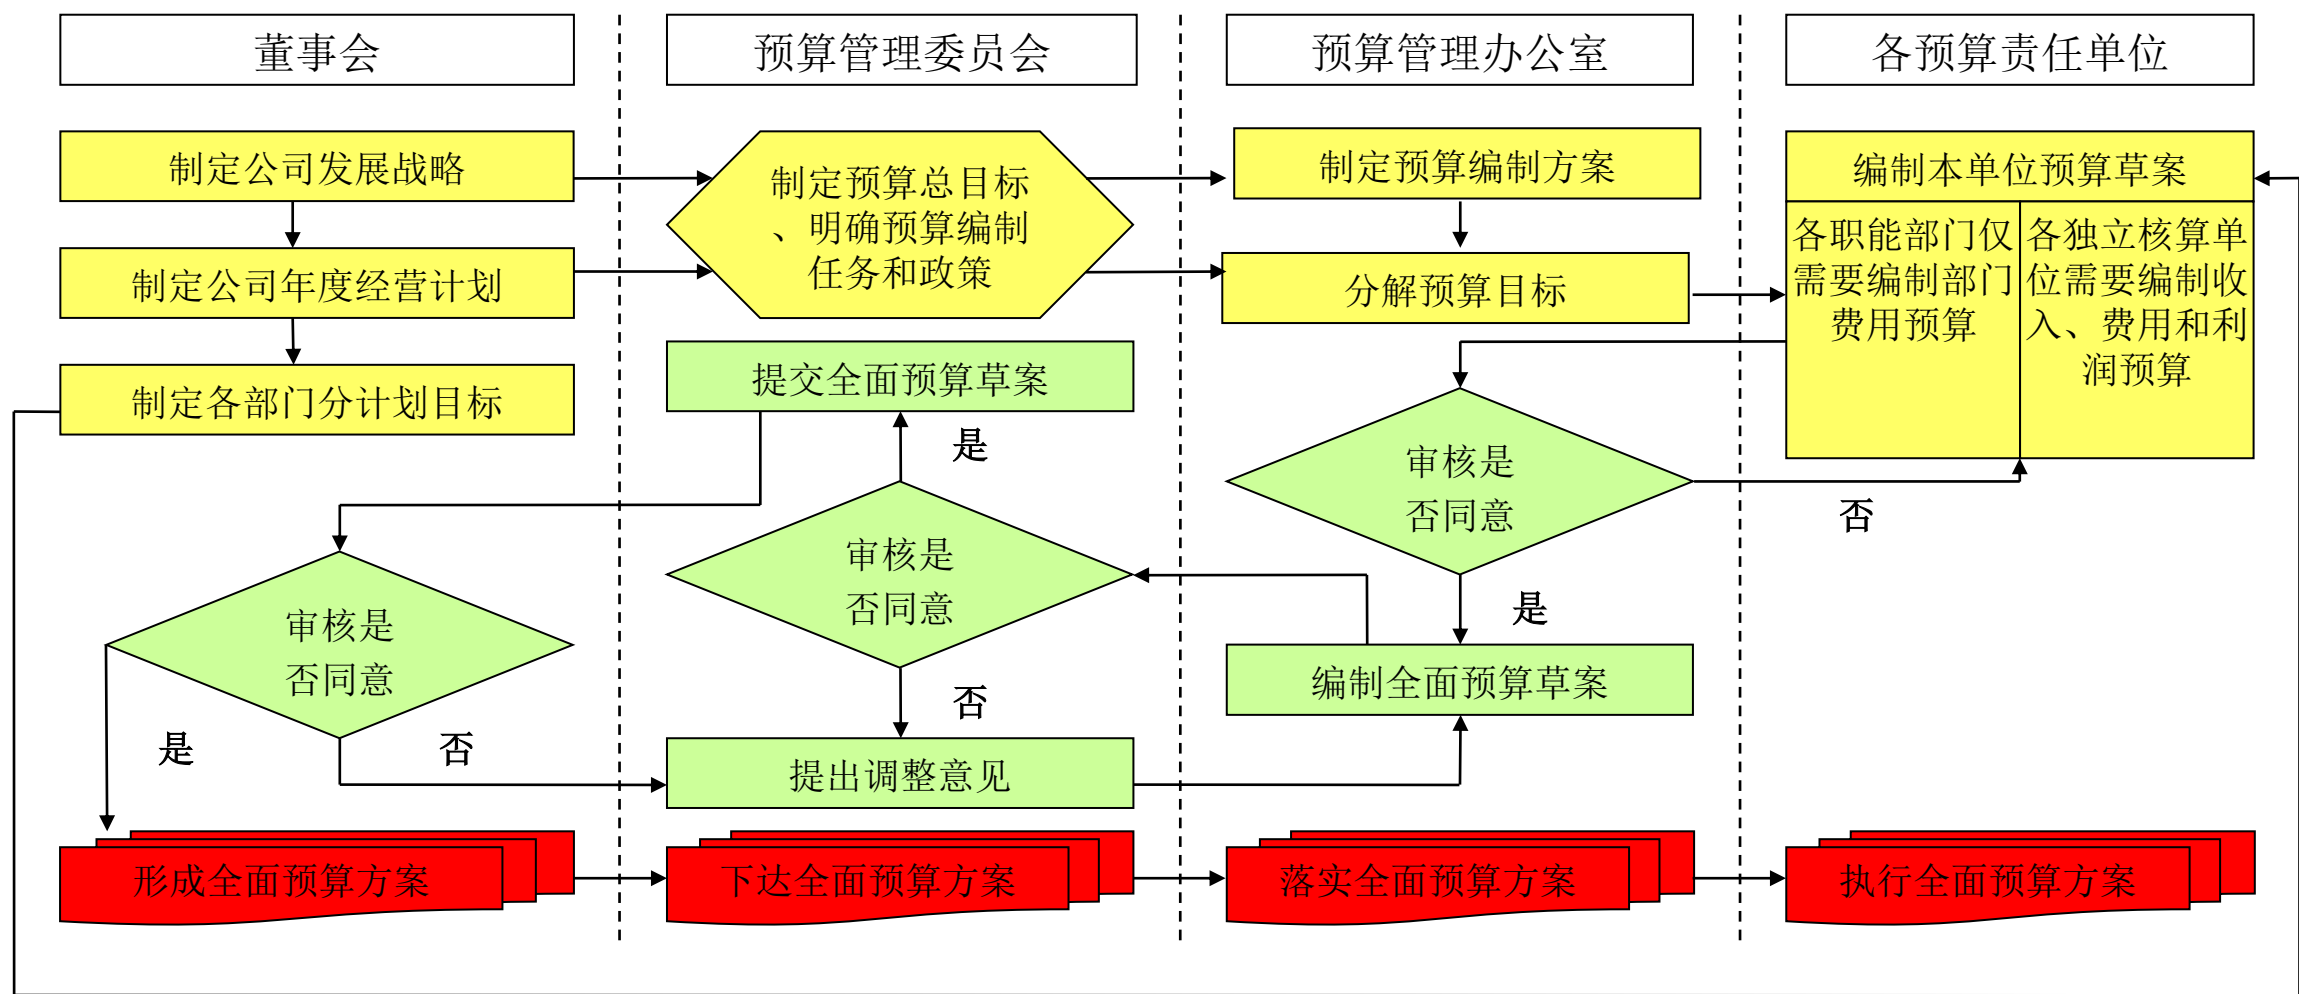 董事会
预算管理委员会
预算管理办公室
各预算责任单位
制定公司发展战略
制定预算总目标
、明确预算编制
任务和政策
制定预算编制方案
编制本单位预算草案
制定公司年度经营计划
分解预算目标
各职能部门仅
需要编制部门
费用预算
各独立核算单
位需要编制收
入、费用和利
润预算
制定各部门分计划目标
提交全面预算草案
是
审核是
否同意
否
审核是
否同意
是
审核是
否同意
编制全面预算草案
否
是
否
提出调整意见
形成全面预算方案
下达全面预算方案
落实全面预算方案
执行全面预算方案